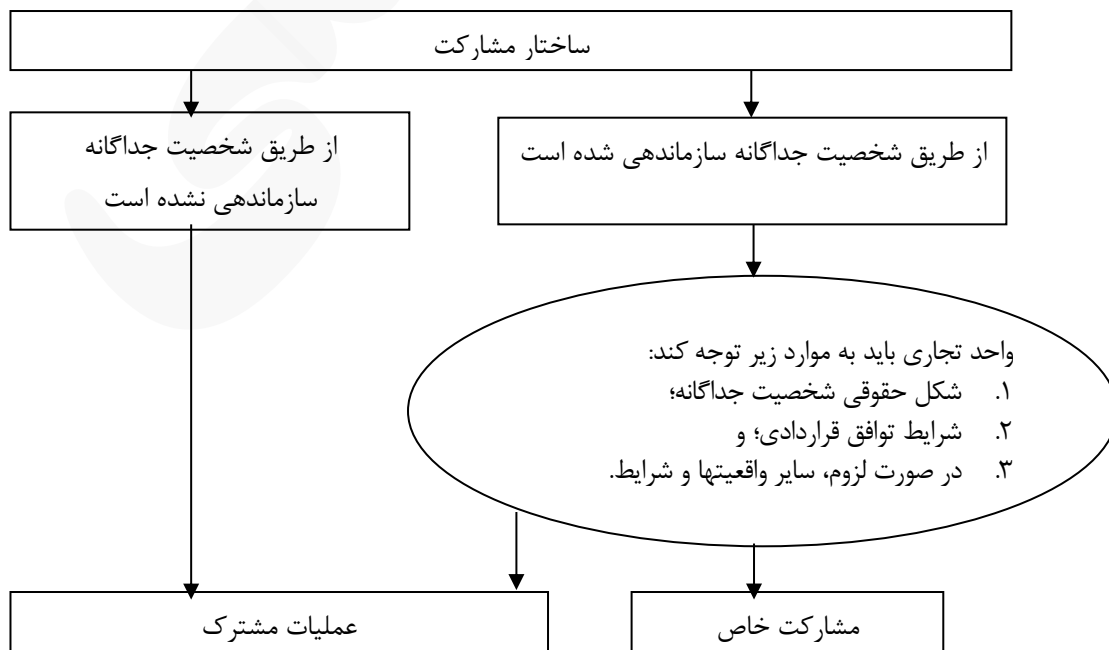 ساختار مشارکت
از طریق شخصیت جداگانه سازماندهی شده است
از طریق شخصیت جداگانه
سازماندهی نشده است
واحد تجاری باید به موارد زیر توجه کند:
۱. شکل حقوقی شخصیت جداگانه؛
۲. شرایط توافق قراردادی؛ و
۳. در صورت لزوم، سایر واقعیتها و شرایط.
مشارکت خاص
عملیات مشترک